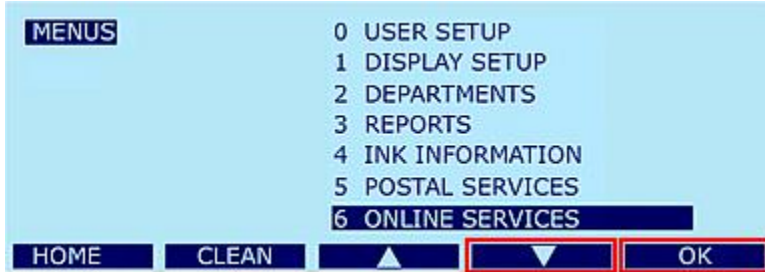 MENUS
0 USER SETUP
1 DISPLAY SETUP
2 DEPARTMENTS
3 REPORTS
4 INK INFORMATION
5 POSTAL SERVICES
6 ONLINE SERVICES
HOME CLEAN ▲ ▼ OK